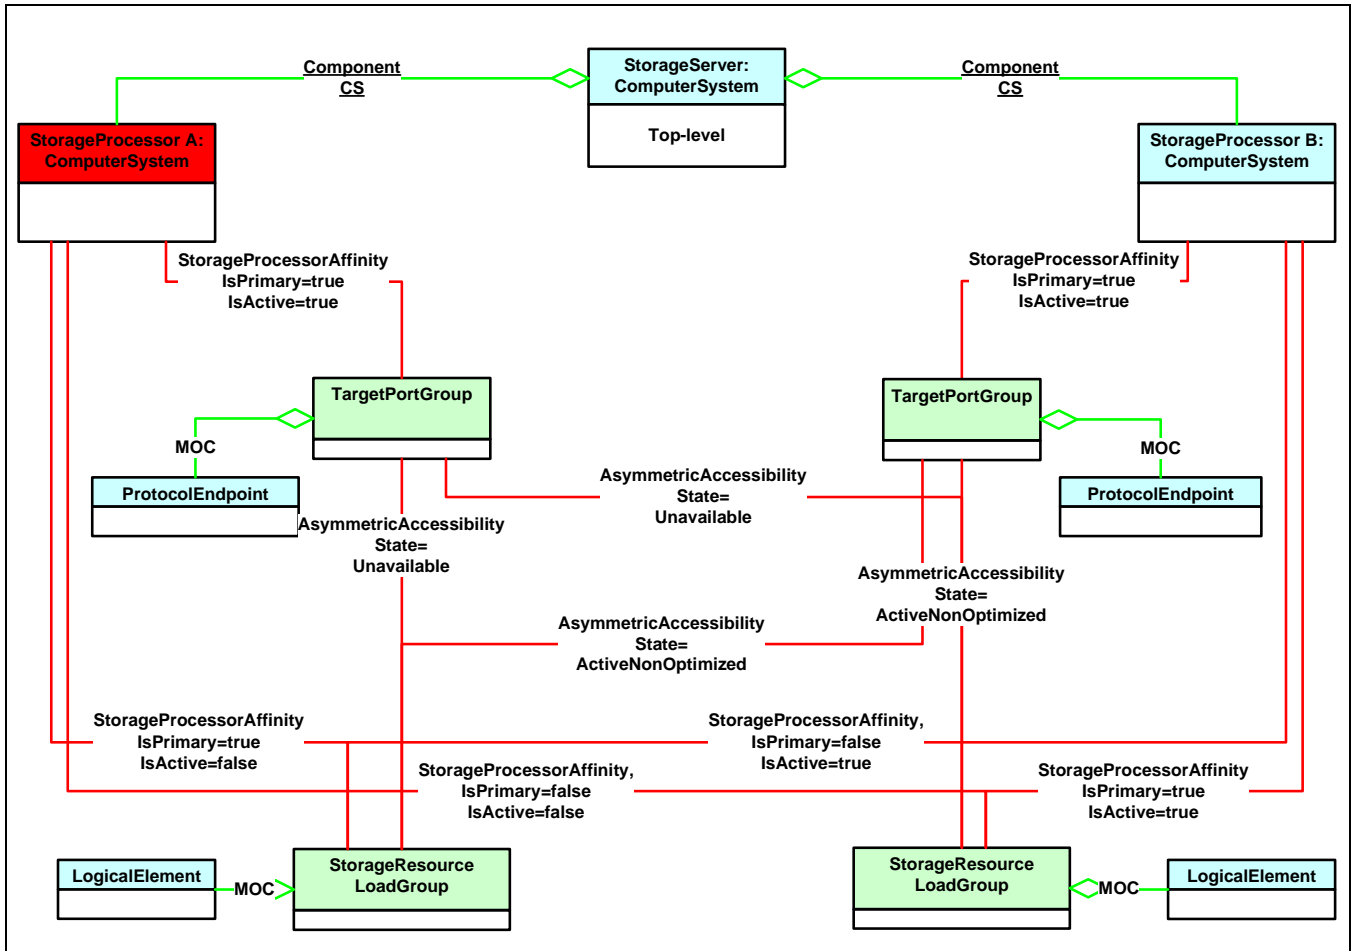 Component
CS
StorageServer:
ComputerSystem
Top-level
Component
CS
StorageProcessor A:
ComputerSystem
StorageProcessor B:
ComputerSystem
StorageProcessorAffinity
IsPrimary=true
IsActive=true
StorageProcessorAffinity
IsPrimary=true
IsActive=true
TargetPortGroup
TargetPortGroup
MOC
MOC
ProtocolEndpoint
ProtocolEndpoint
AsymmetricAccessibility
State=
Unavailable
AsymmetricAccessibility
State=
Unavailable
AsymmetricAccessibility
State=
ActiveNonOptimized
AsymmetricAccessibility
State=
ActiveNonOptimized
StorageProcessorAffinity
IsPrimary=true
IsActive=false
StorageProcessorAffinity,
IsPrimary=false
IsActive=true
StorageProcessorAffinity,
IsPrimary=false
IsActive=false
StorageProcessorAffinity
IsPrimary=true
IsActive=true
LogicalElement
MOC
StorageResource
LoadGroup
StorageResource
LoadGroup
MOC
LogicalElement